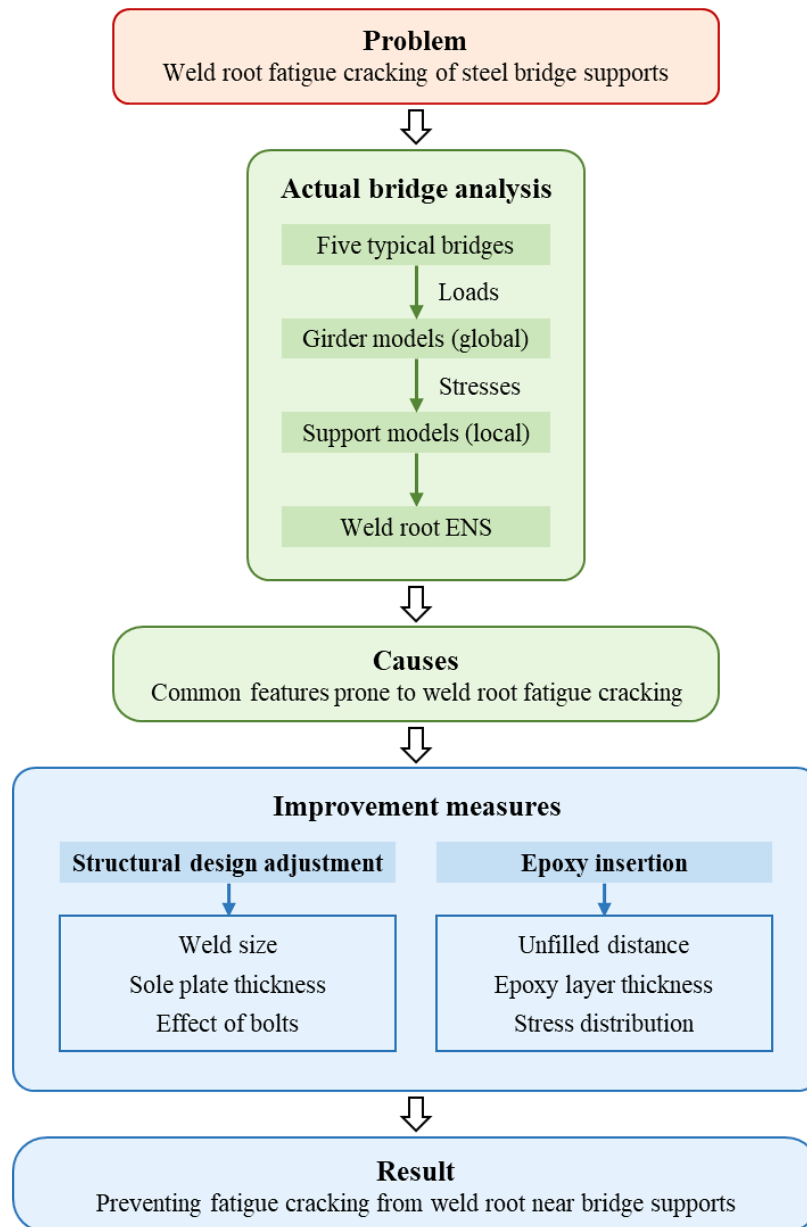 Problem
Weld root fatigue cracking of steel bridge supports
Actual bridge analysis
Five typical bridges
Loads
Girder models (global)
Stresses
Support models (local)
Weld root ENS
Causes
Common features prone to weld root fatigue cracking
Improvement measures
Structural design adjustment
Weld size
Sole plate thickness
Effect of bolts
Epoxy insertion
Unfilled distance
Epoxy layer thickness
Stress distribution
Result
Preventing fatigue cracking from weld root near bridge supports